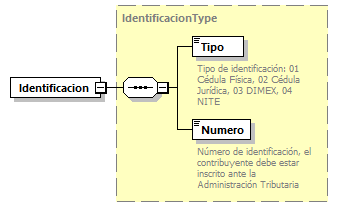 IdentificacionType
Identificacion
Tipo
Tipo de identificación: 01
Cédula Física, 02 Cédula
Jurídica, 03 DIMEX, 04
NITE
Numero
Número de identificación, el
contribuyente debe estar
inscrito ante la
Administración Tributaria